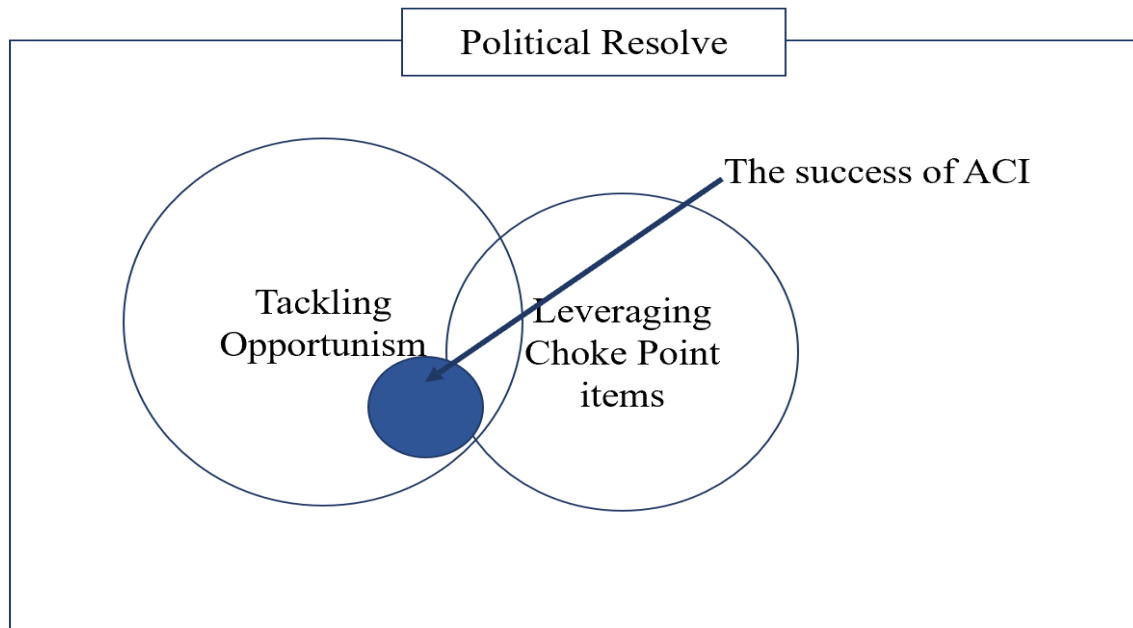 Political Resolve
The success of ACI
Tackling
Opportunism
Leveraging
Choke Point
items